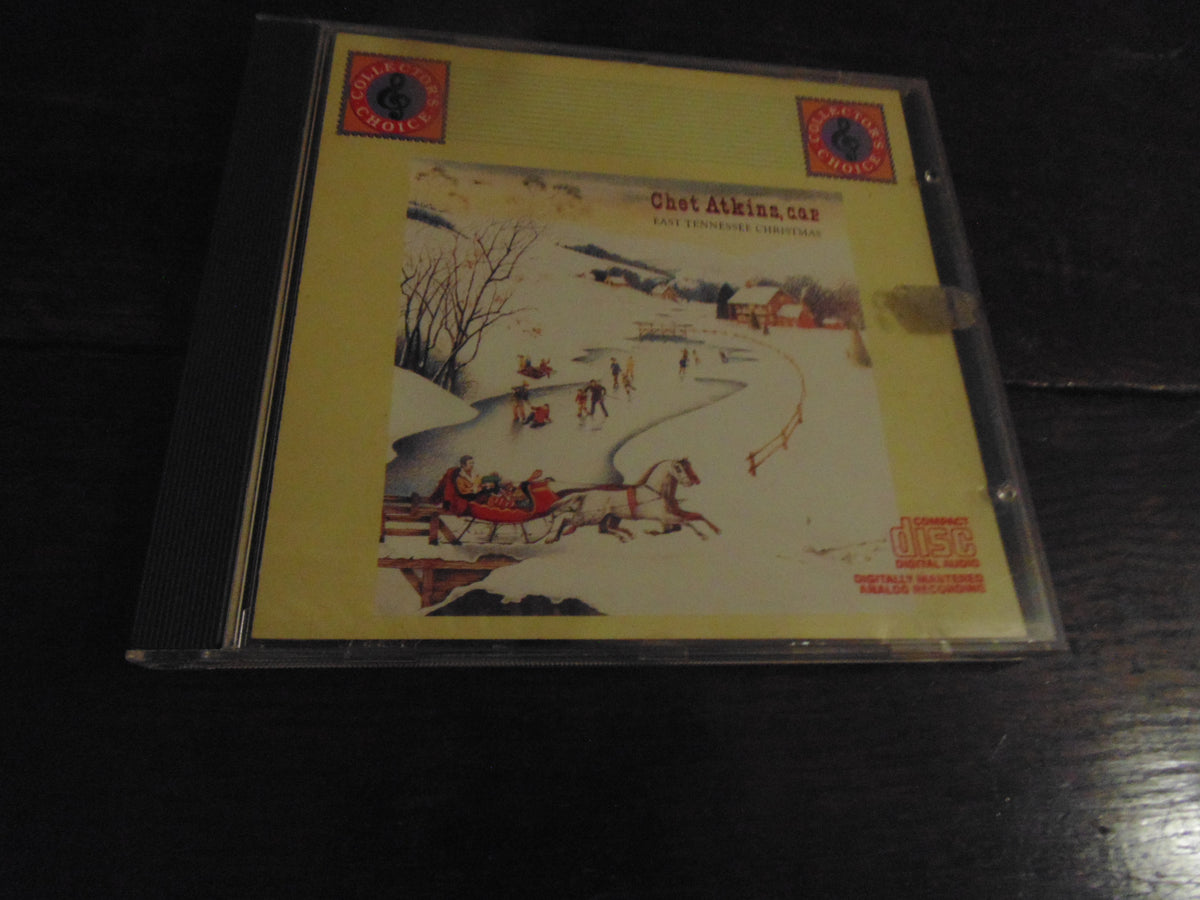 COLLECTOR'S CHOICE
COLLECTOR'S CHOICE
Chet Atkins, C.G.P.
EAST TENNESSEE CHRISTMAS
COMPACT
disc
DIGITAL AUDIO
DIGITALLY MASTERED
ANALOG RECORDING